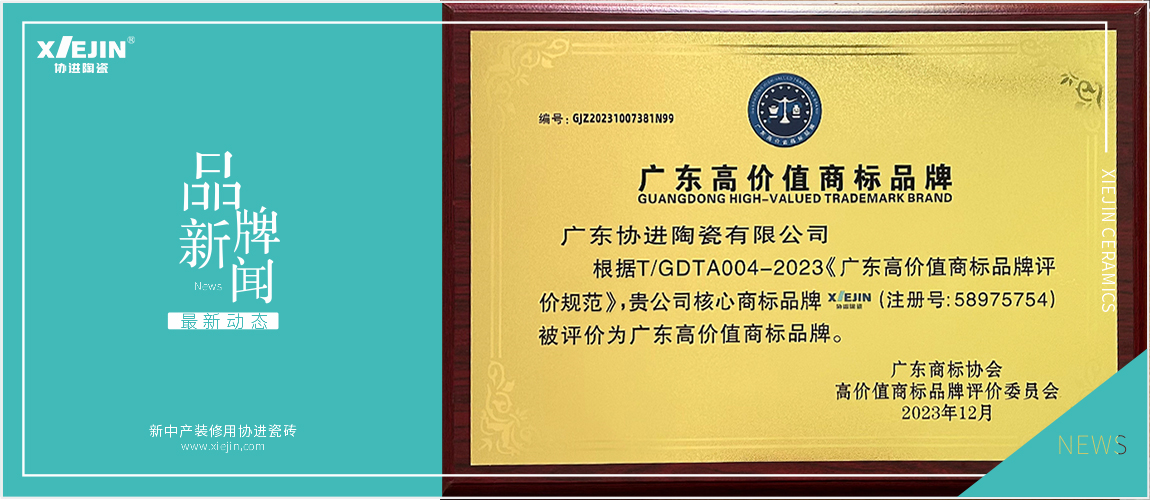 XIEJIN®
协进陶瓷
品牌
新闻
News
最新动态
新中产装修用协进瓷砖
www.xiejin.com
编号：GJZ20231007381N99
广东高价值商标品牌
GUANGDONG HIGH-VALUED TRADEMARK BRAND
广东协进陶瓷有限公司
根据T/GDTA004-2023《广东高价值商标品牌评
价规范》，贵公司核心商标品牌 XIEJIN 协进陶瓷 (注册号:58975754)
被评价为广东高价值商标品牌。
广东商标协会
高价值商标品牌评价委员会
2023年12月
XIEJIN CERAMICS
NEWS